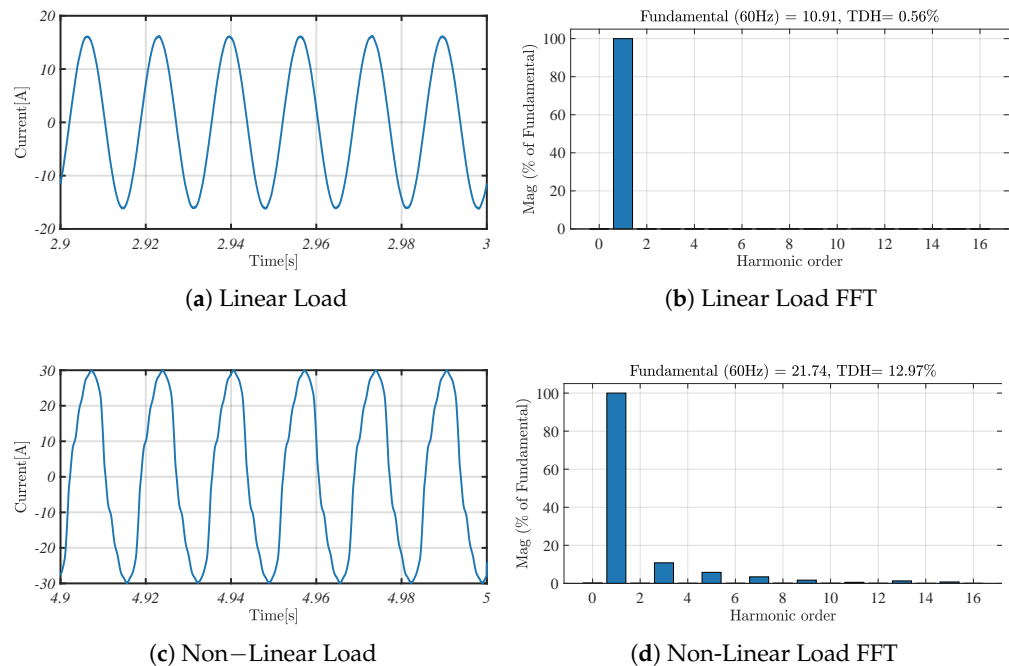 Current[A]
20
10
0
-10
-20
2.9
2.92
2.94
2.96
2.98
3
Time[s]
(a) Linear Load
Fundamental (60Hz) = 10.91, TDH= 0.56%
Mag (% of Fundamental)
100
80
60
40
20
0
0 2 4 6 8 10 12 14 16
Harmonic order
(b) Linear Load FFT
Current[A]
30
20
10
0
-10
-20
-30
4.9
4.92
4.94
4.96
4.98
5
Time[s]
(c) Non−Linear Load
Fundamental (60Hz) = 21.74, TDH= 12.97%
Mag (% of Fundamental)
100
80
60
40
20
0
0 2 4 6 8 10 12 14 16
Harmonic order
(d) Non-Linear Load FFT